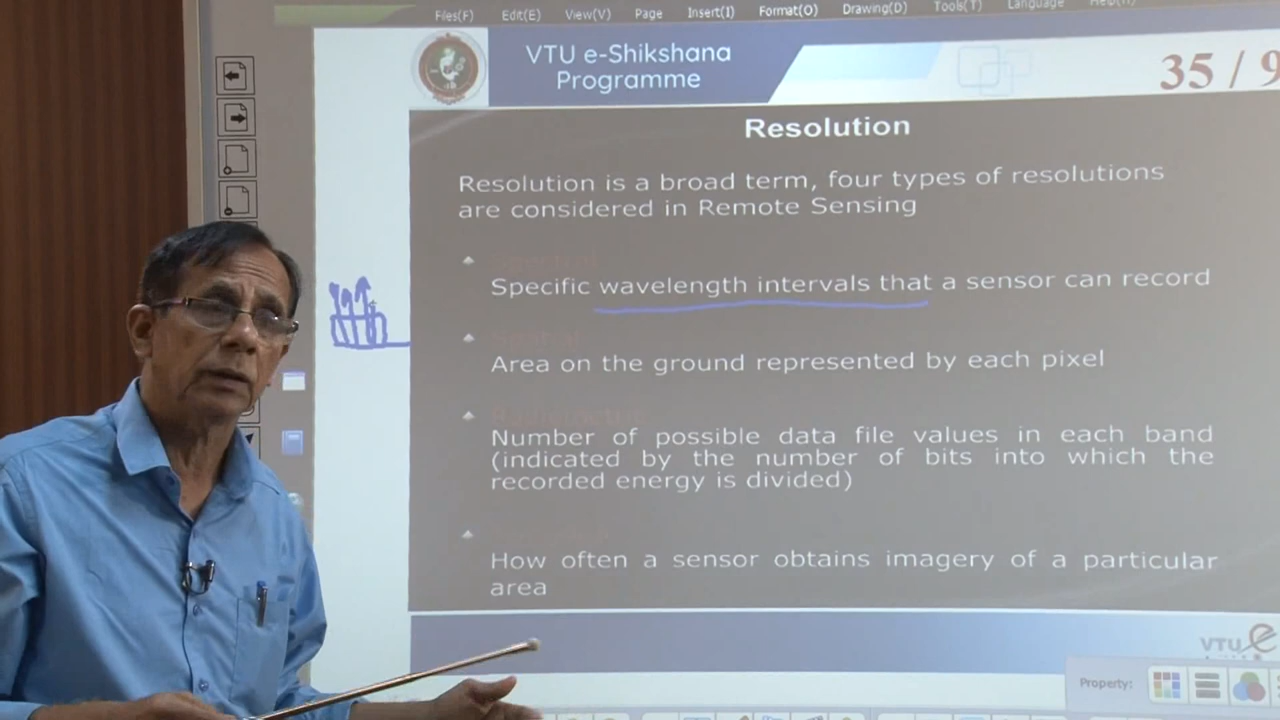 Files(F) Edit(E) View(V) Page Insert(I) Format(O) Drawing(D) Tools(T) Language Help(H)
VTU e-Shikshana
Programme
35 / 9
Resolution
Resolution is a broad term, four types of resolutions
are considered in Remote Sensing
Spectral
Specific wavelength intervals that a sensor can record
Area on the ground represented by each pixel
Number of possible data file values in each band
(indicated by the number of bits into which the
recorded energy is divided)
How often a sensor obtains imagery of a particular
area
VTU e
Property: